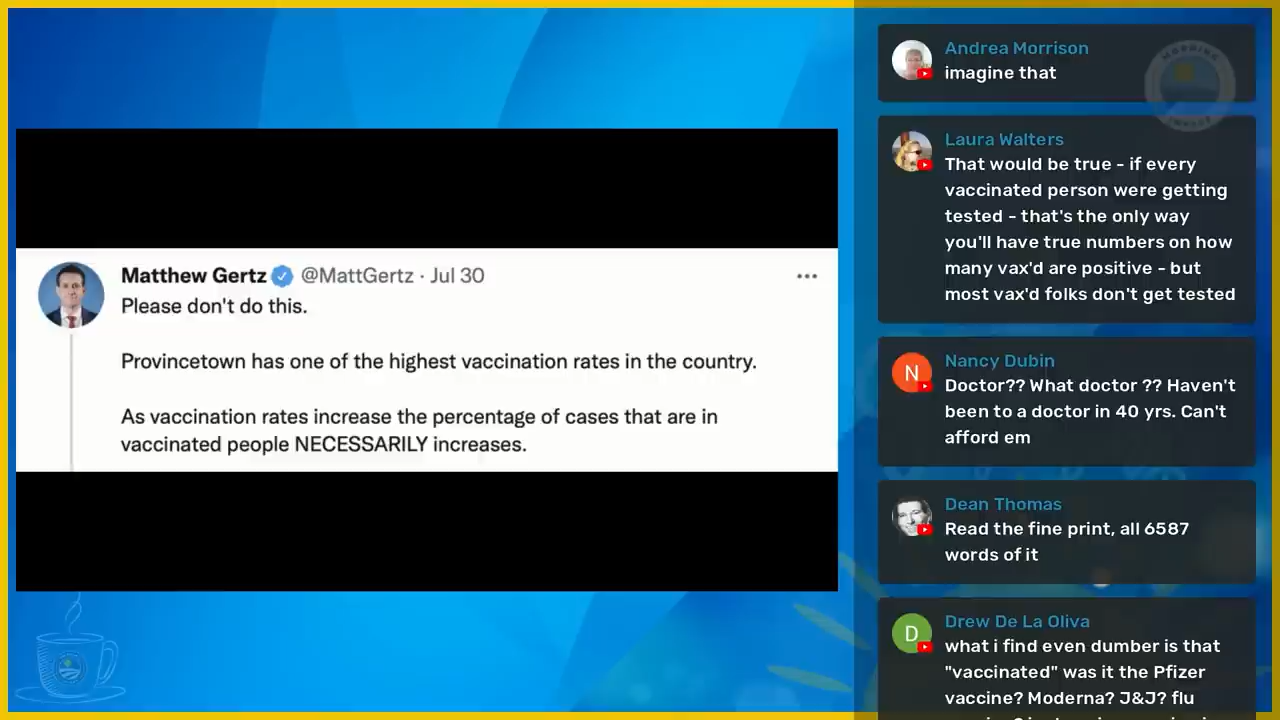 Matthew Gertz @MattGertz · Jul 30
Please don't do this.
Provincetown has one of the highest vaccination rates in the country.
As vaccination rates increase the percentage of cases that are in
vaccinated people NECESSARILY increases.
Andrea Morrison
imagine that
MORNING
Laura Walters
That would be true - if every
vaccinated person were getting
tested - that's the only way
you'll have true numbers on how
many vax'd are positive - but
most vax'd folks don't get tested
N
Nancy Dubin
Doctor?? What doctor ?? Haven't
been to a doctor in 40 yrs. Can't
afford em
Dean Thomas
Read the fine print, all 6587
words of it
D
Drew De La Oliva
what i find even dumber is that
"vaccinated" was it the Pfizer
vaccine? Moderna? J&J? flu